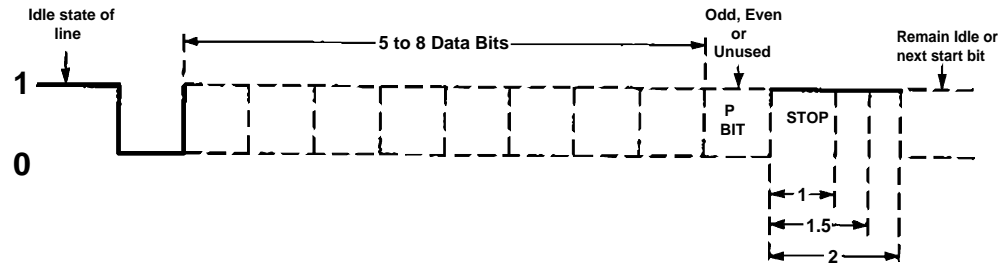 Idle state of
line
5 to 8 Data Bits
Odd, Even
or
Unused
Remain Idle or
next start bit
1
0
P
BIT
STOP
1
1.5
2